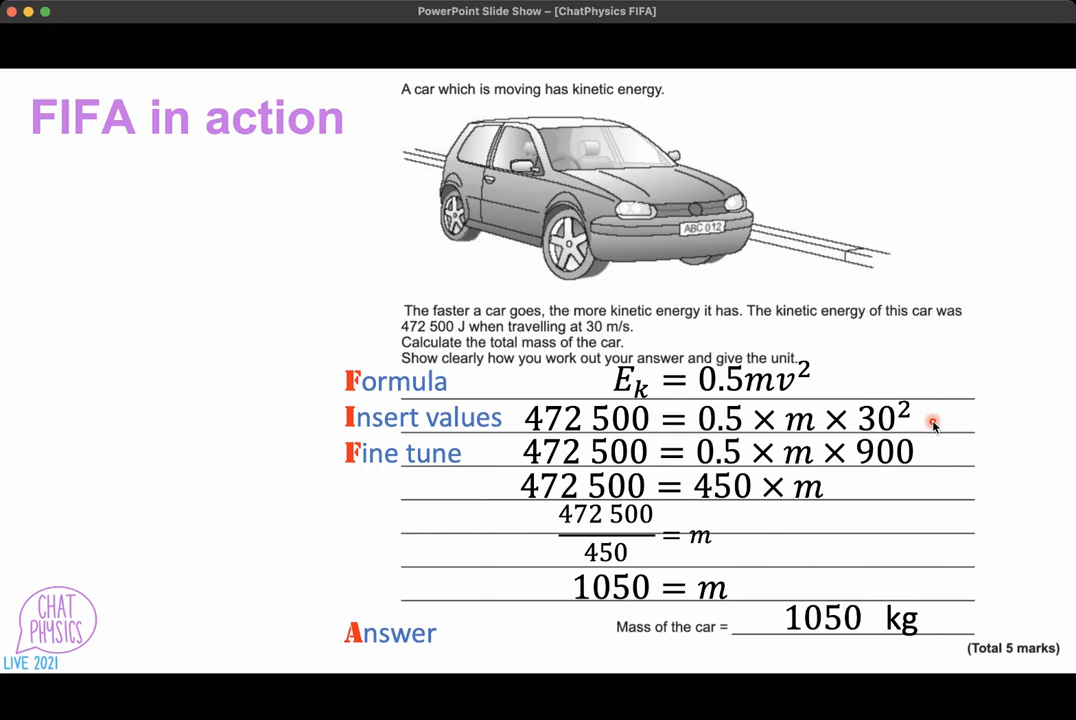 PowerPoint Slide Show – [ChatPhysics FIFA]
FIFA in action
A car which is moving has kinetic energy.
ABC 012
The faster a car goes, the more kinetic energy it has. The kinetic energy of this car was
472 500 J when travelling at 30 m/s.
Calculate the total mass of the car.
Show clearly how you work out your answer and give the unit.
Formula Eₖ = 0.5mv²
Insert values 472 500 = 0.5 × m × 30²
Fine tune 472 500 = 0.5 × m × 900
472 500 = 450 × m
472 500
450
= m
1050 = m
Answer Mass of the car = 1050 kg
(Total 5 marks)
CHAT
PHYSICS
LIVE 2021